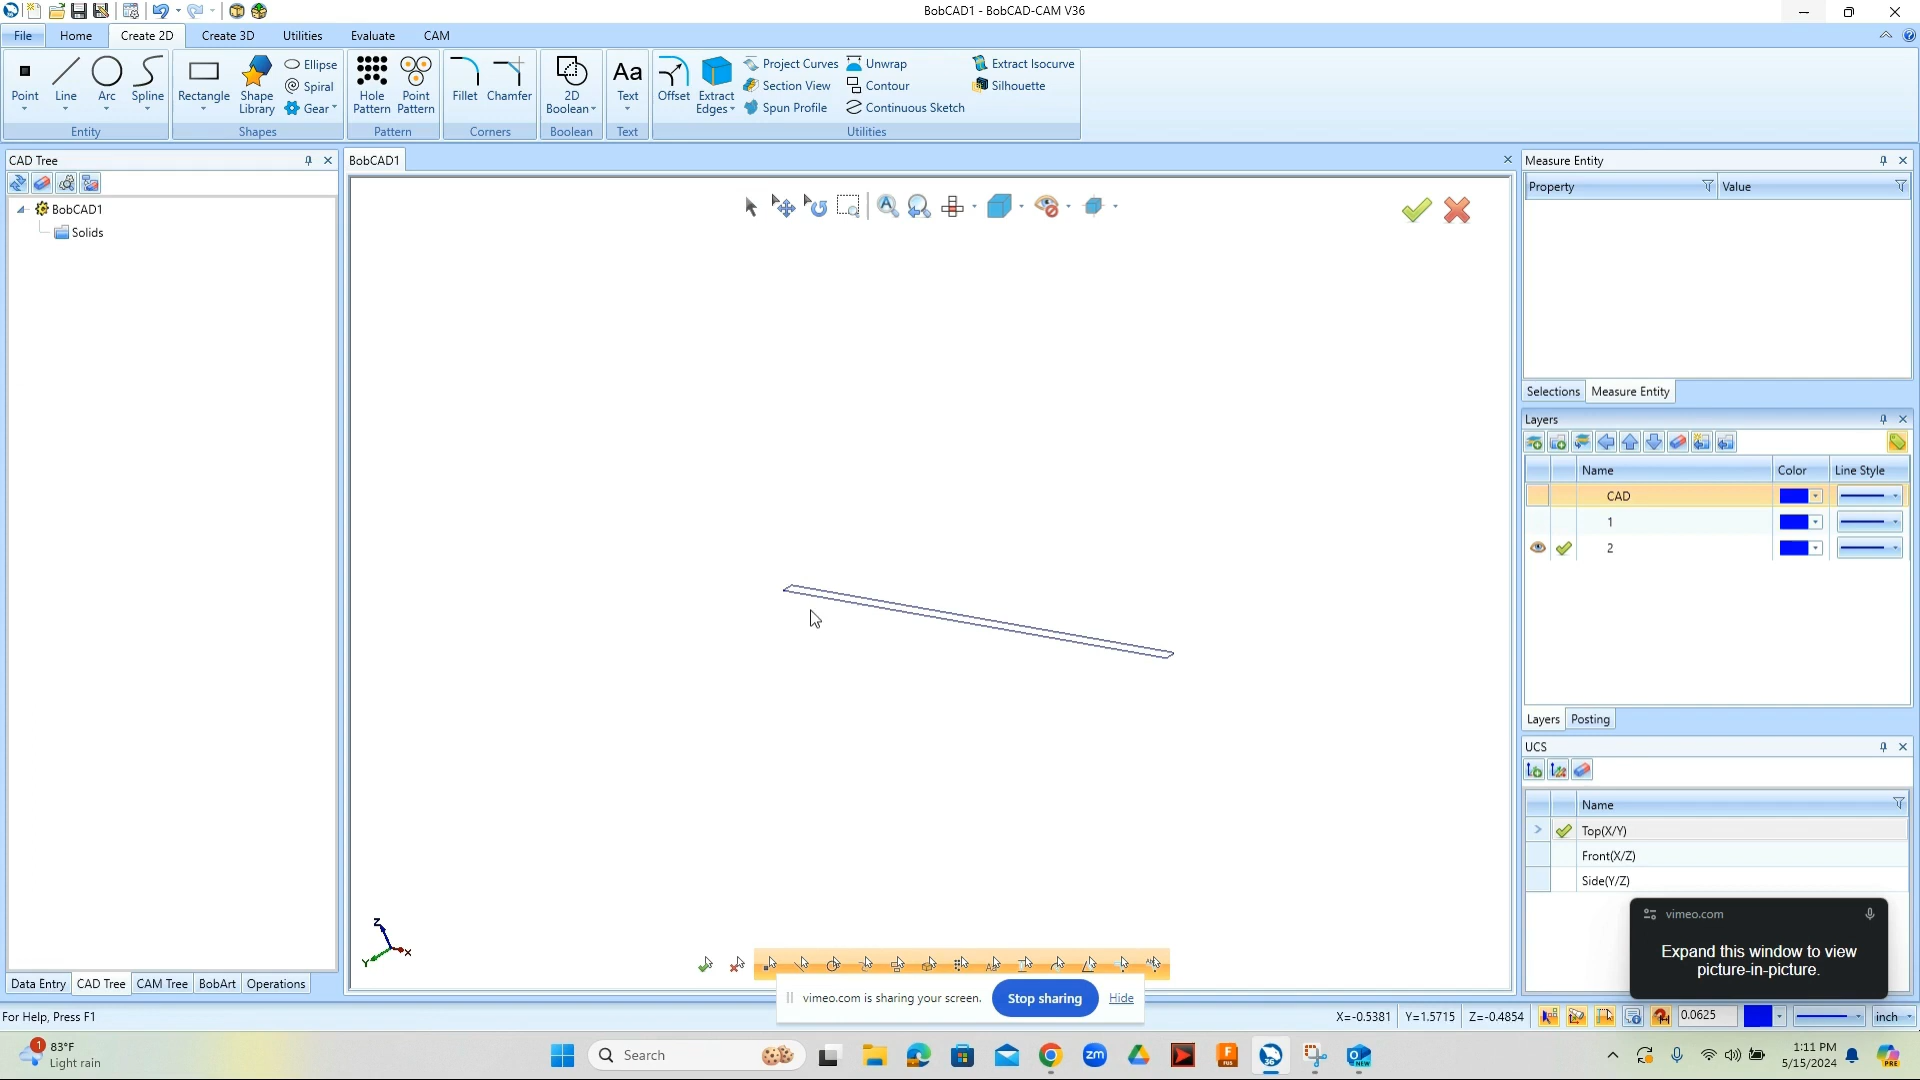 BobCAD1 - BobCAD-CAM V36
File Home Create 2D Create 3D Utilities Evaluate CAM
Point Line Arc Spline
Entity
Rectangle Shape Library Ellipse Spiral Gear
Shapes
Hole Pattern Point Pattern
Pattern
Fillet Chamfer
Corners
2D Boolean
Boolean
Aa Text
Text
Offset Extract Edges Project Curves Section View Spun Profile Unwrap Contour Continuous Sketch Extract Isocurve Silhouette
Utilities
CAD Tree
BobCAD1
Solids
BobCAD1
Measure Entity
Property Value
Selections Measure Entity
Layers
Name Color Line Style
CAD
1
2
Layers Posting
UCS
Name
Top(X/Y)
Front(X/Z)
Side(Y/Z)
vimeo.com
Expand this window to view
picture-in-picture.
Z
X
Y
Data Entry CAD Tree CAM Tree BobArt Operations
vimeo.com is sharing your screen. Stop sharing Hide
For Help, Press F1
X=-0.5381 Y=1.5715 Z=-0.4854 0.0625 inch
1 83°F
Light rain
Search
zm
1:11 PM
5/15/2024